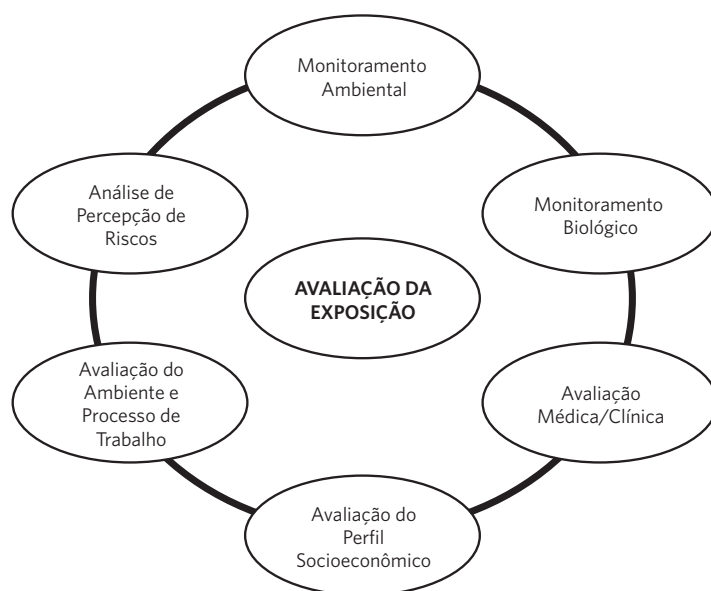 Monitoramento
Ambiental
Monitoramento
Biológico
Avaliação
Médica/Clínica
Avaliação do
Perfil
Socioeconômico
Avaliação do
Ambiente e
Processo de
Trabalho
Análise de
Percepção de
Riscos
AVALIAÇÃO DA
EXPOSIÇÃO